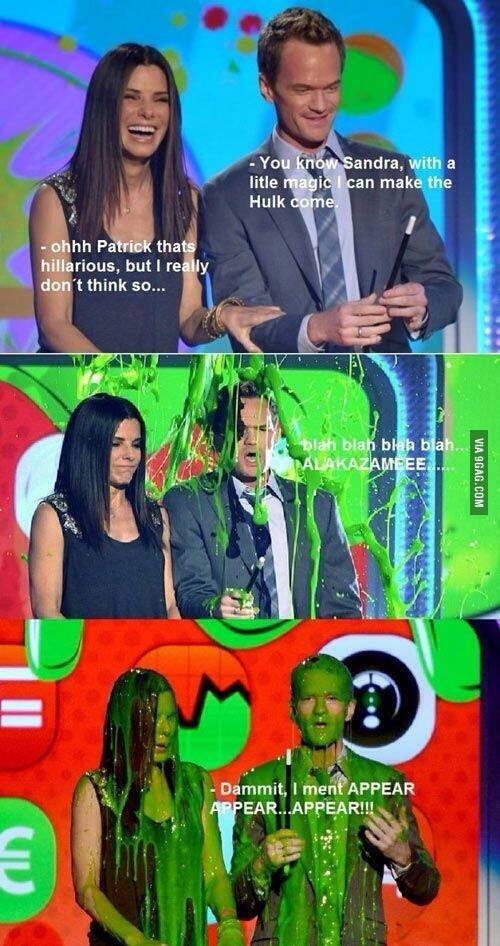 - You know Sandra, with a
litle magic I can make the
Hulk come.
- ohhh Patrick thats
hillarious, but I really
don´t think so...
blah blah blah blah...
ALAKAZAMEEE......
VIA 9GAG.COM
- Dammit, I ment APPEAR
APPEAR...APPEAR!!!
€